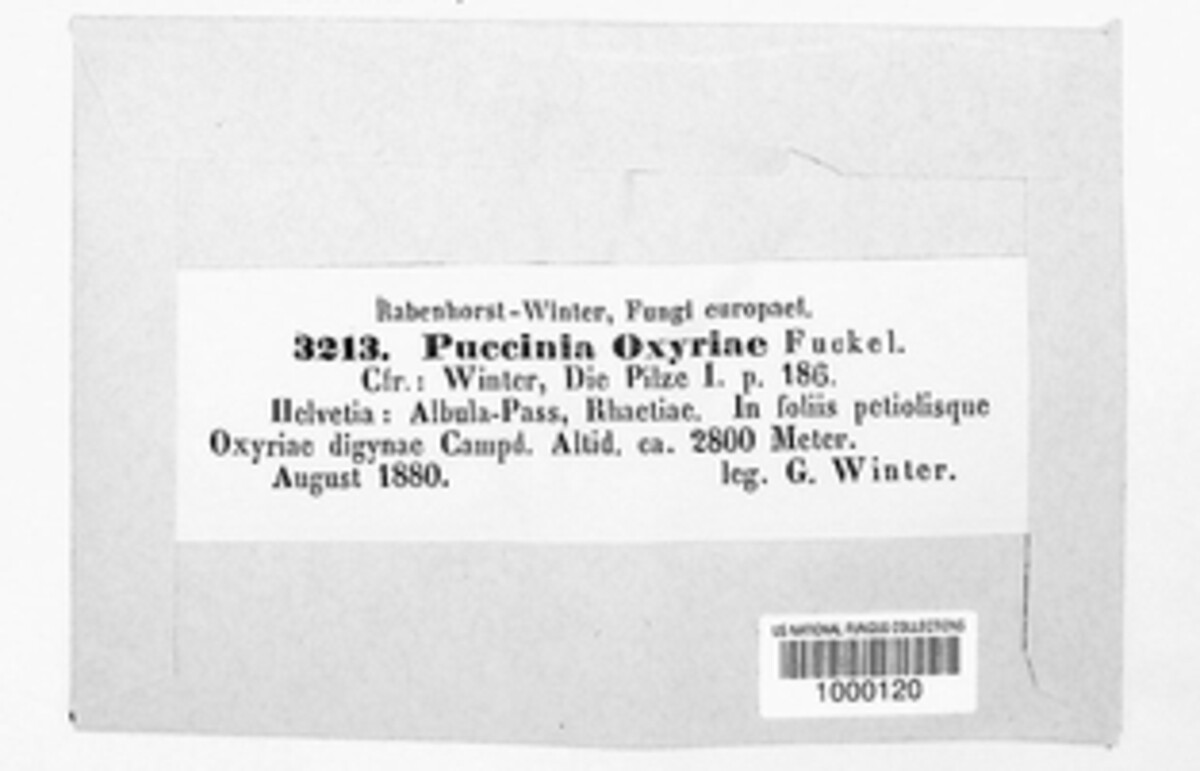 Rabenhorst-Winter, Fungi europaei.
3213. Puccinia Oxyriae Fuckel.
Cfr.: Winter, Die Pilze I. p. 186.
Helvetia: Albula-Pass, Rhaetiae. In foliis petiolisque
Oxyriae digynae Campd. Altid. ca. 2800 Meter.
August 1880. leg. G. Winter.
US NATIONAL FUNGUS COLLECTIONS
1000120